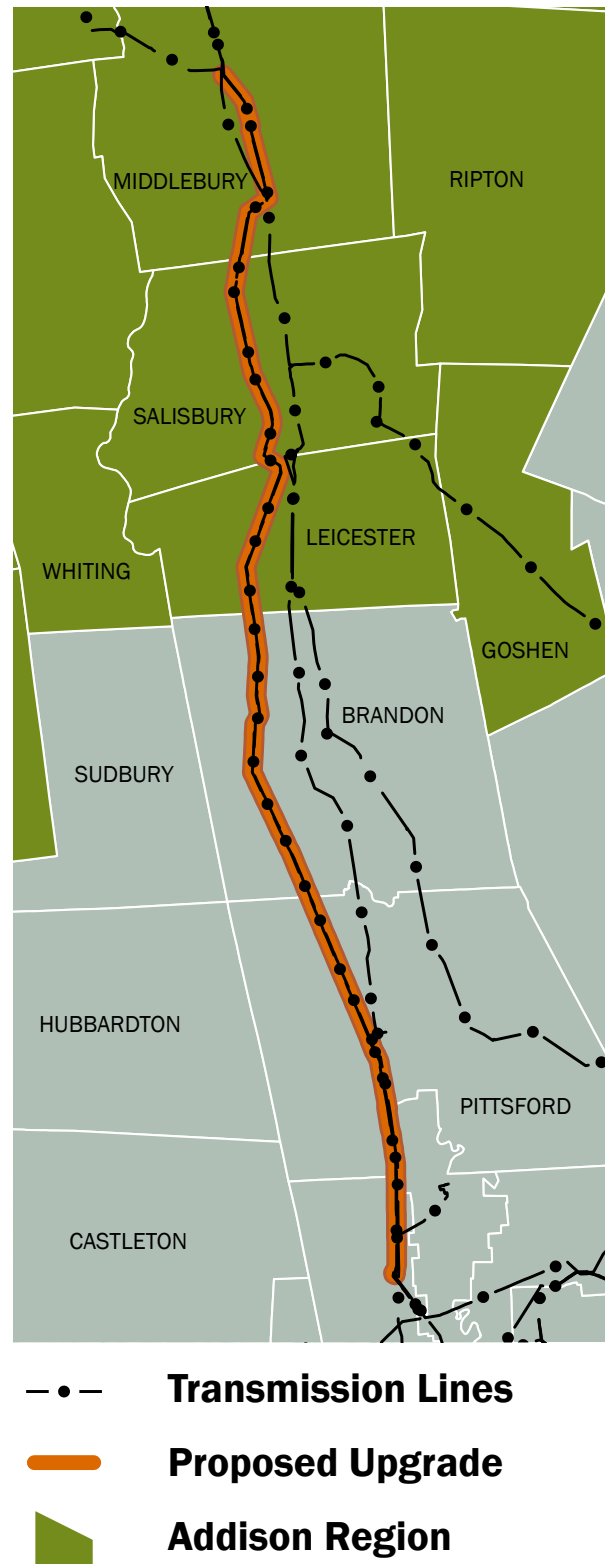 MIDDLEBURY
RIPTON
SALISBURY
LEICESTER
WHITING
GOSHEN
BRANDON
SUDBURY
HUBBARDTON
PITTSFORD
CASTLETON
Transmission Lines
Proposed Upgrade
Addison Region